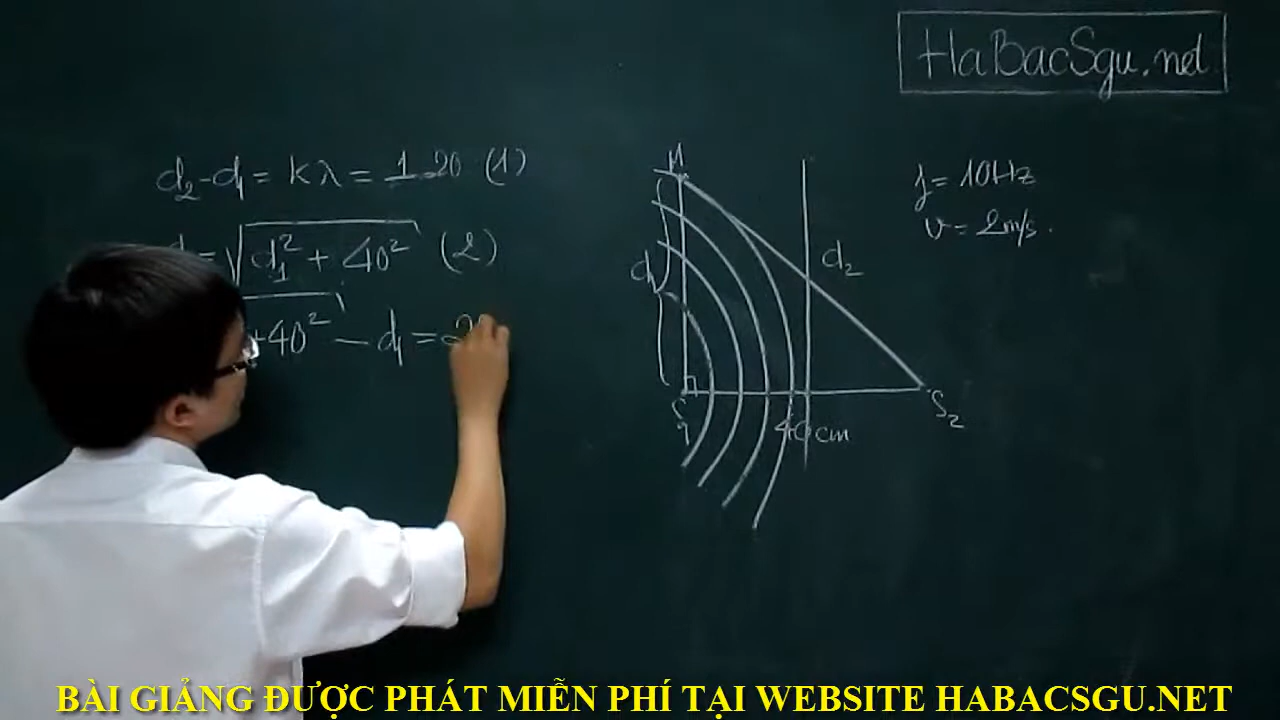 HaBacSgu.net
d₂-d₁ = kλ = 1.20 (1)
= √d₁² + 40² (2)
+40² - d₁ = 20
M
d₁
d₂
S₁
S₂
40cm
f = 10Hz
v = 2m/s.
BÀI GIẢNG ĐƯỢC PHÁT MIỄN PHÍ TẠI WEBSITE HABACSGU.NET